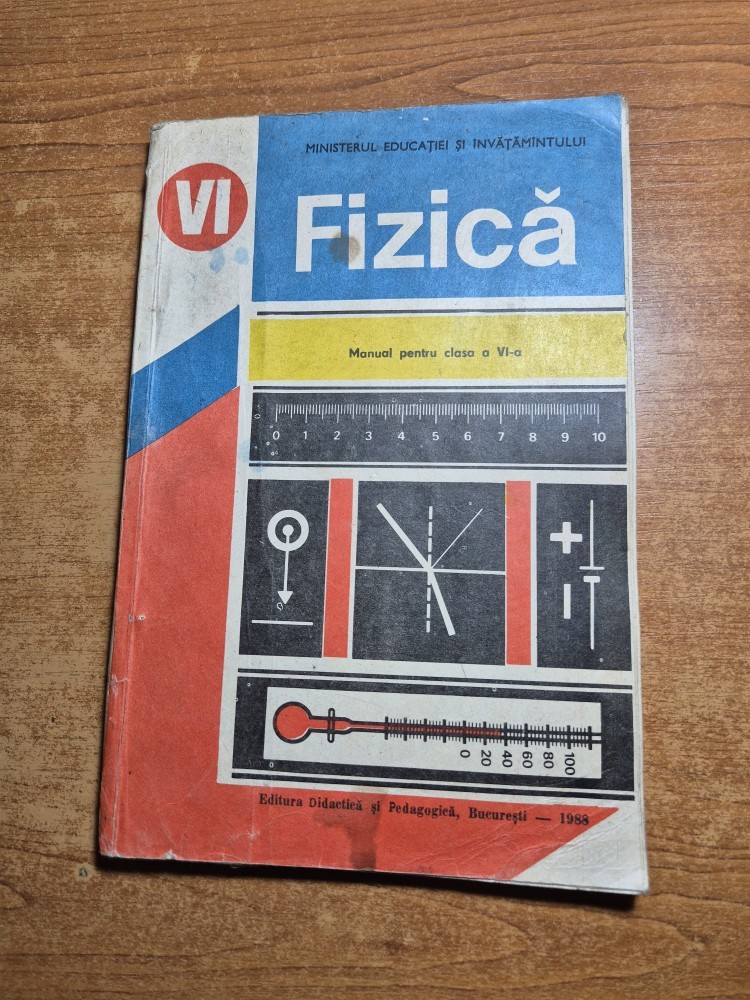 MINISTERUL EDUCAȚIEI ȘI INVĂȚĂMÎNTULUI
VI
Fizică
Manual pentru clasa a VI-a
0 1 2 3 4 5 6 7 8 9 10
+
−
0 20 40 60 80 100
Editura Didactică și Pedagogică, București — 1988